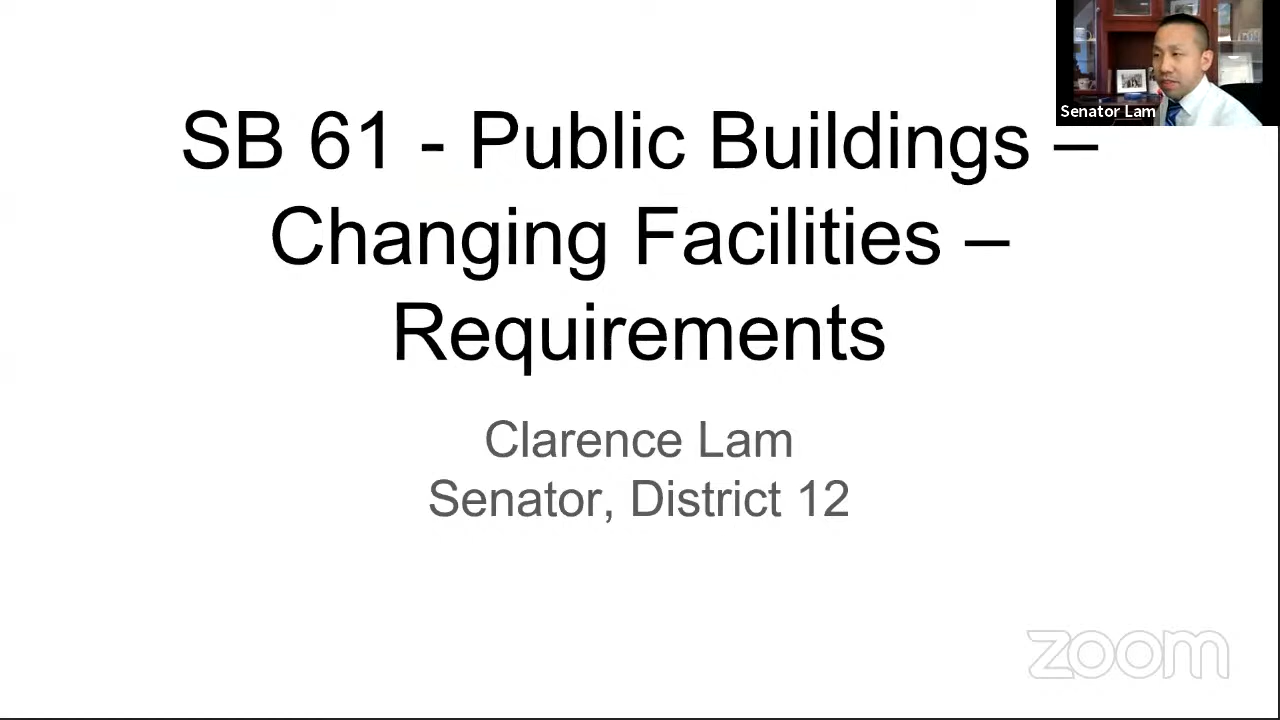 Senator Lam
SB 61 - Public Buildings –
Changing Facilities –
Requirements
Clarence Lam
Senator, District 12
zoom